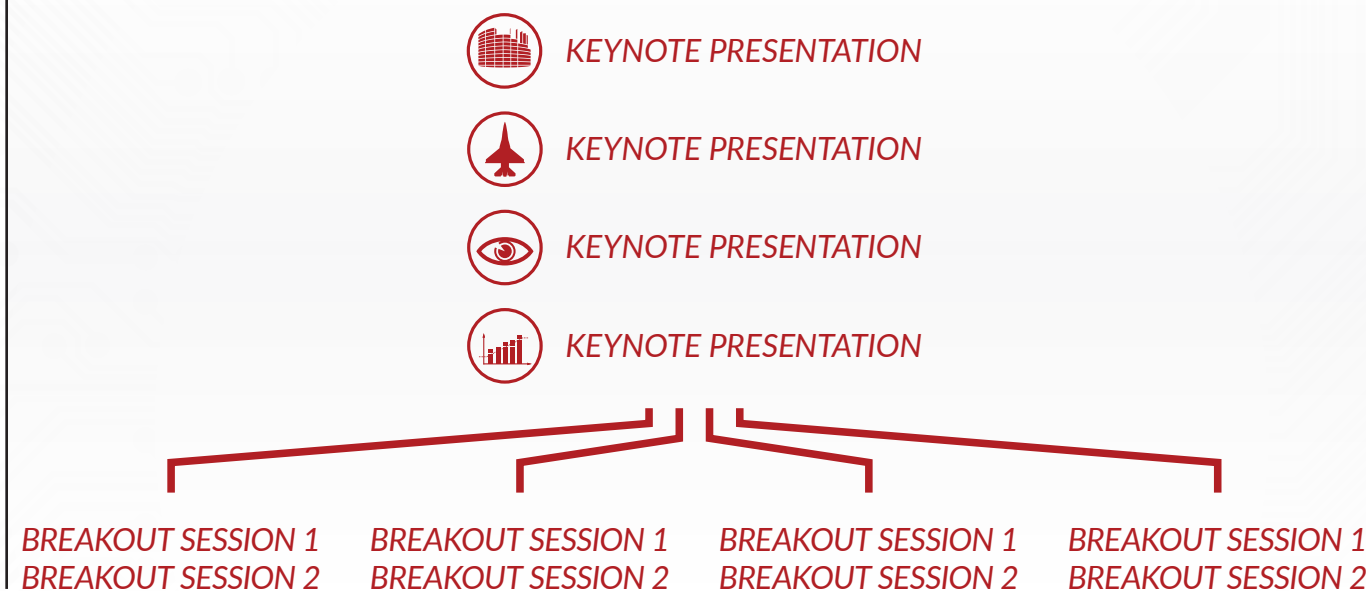 KEYNOTE PRESENTATION
KEYNOTE PRESENTATION
KEYNOTE PRESENTATION
KEYNOTE PRESENTATION
BREAKOUT SESSION 1 BREAKOUT SESSION 1 BREAKOUT SESSION 1 BREAKOUT SESSION 1
BREAKOUT SESSION 2 BREAKOUT SESSION 2 BREAKOUT SESSION 2 BREAKOUT SESSION 2